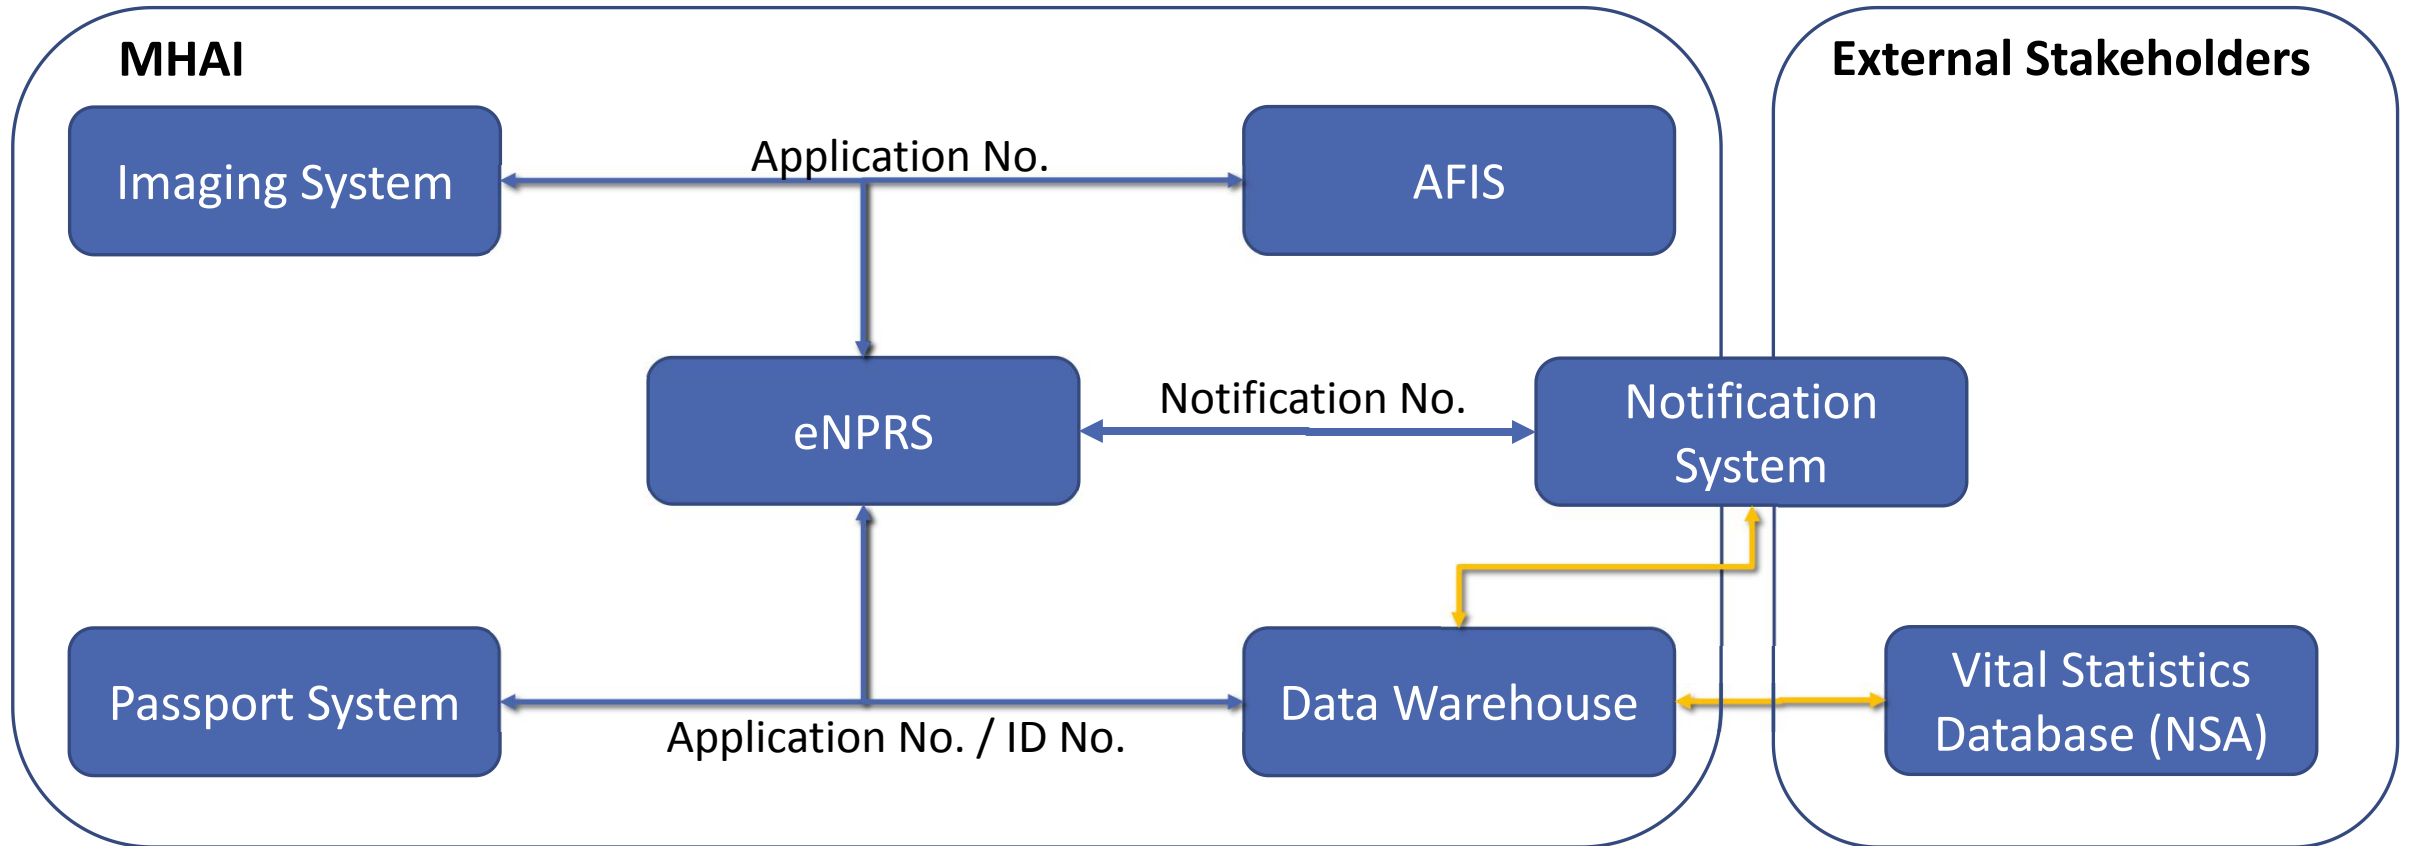 MHAI
External Stakeholders
Imaging System
Application No.
AFIS
eNPRS
Notification No.
Notification
System
Passport System
Application No. / ID No.
Data Warehouse
Vital Statistics
Database (NSA)